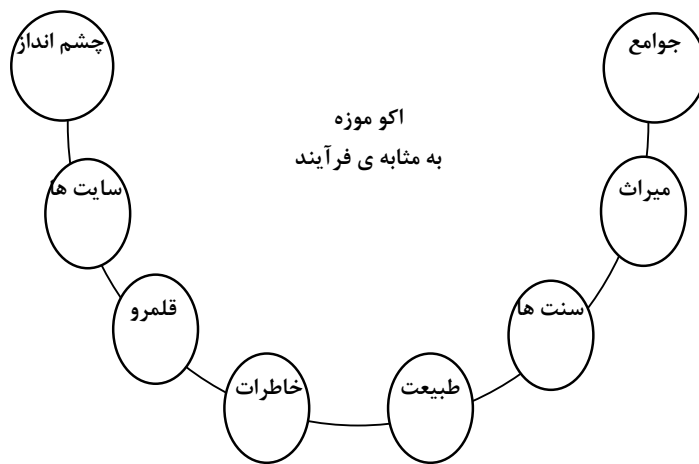 جوامع
چشم انداز
اکو موزه
به مثابه ی فرآیند
میراث
سایت ها
سنت ها
قلمرو
طبیعت
خاطرات